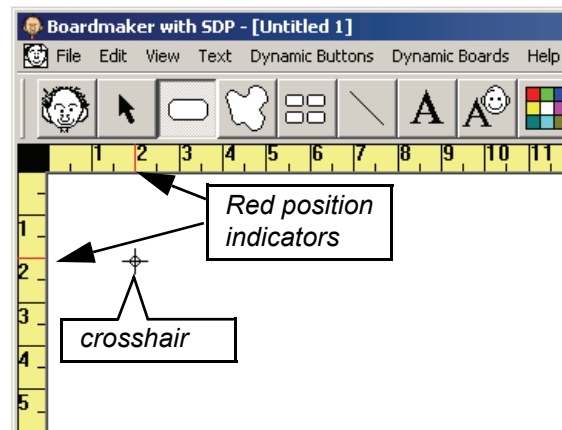 Boardmaker with SDP - [Untitled 1]
File Edit View Text Dynamic Buttons Dynamic Boards Help
A A
1 2 3 4 5 6 7 8 9 10 11
Red position
indicators
1
2
crosshair
3
4
5